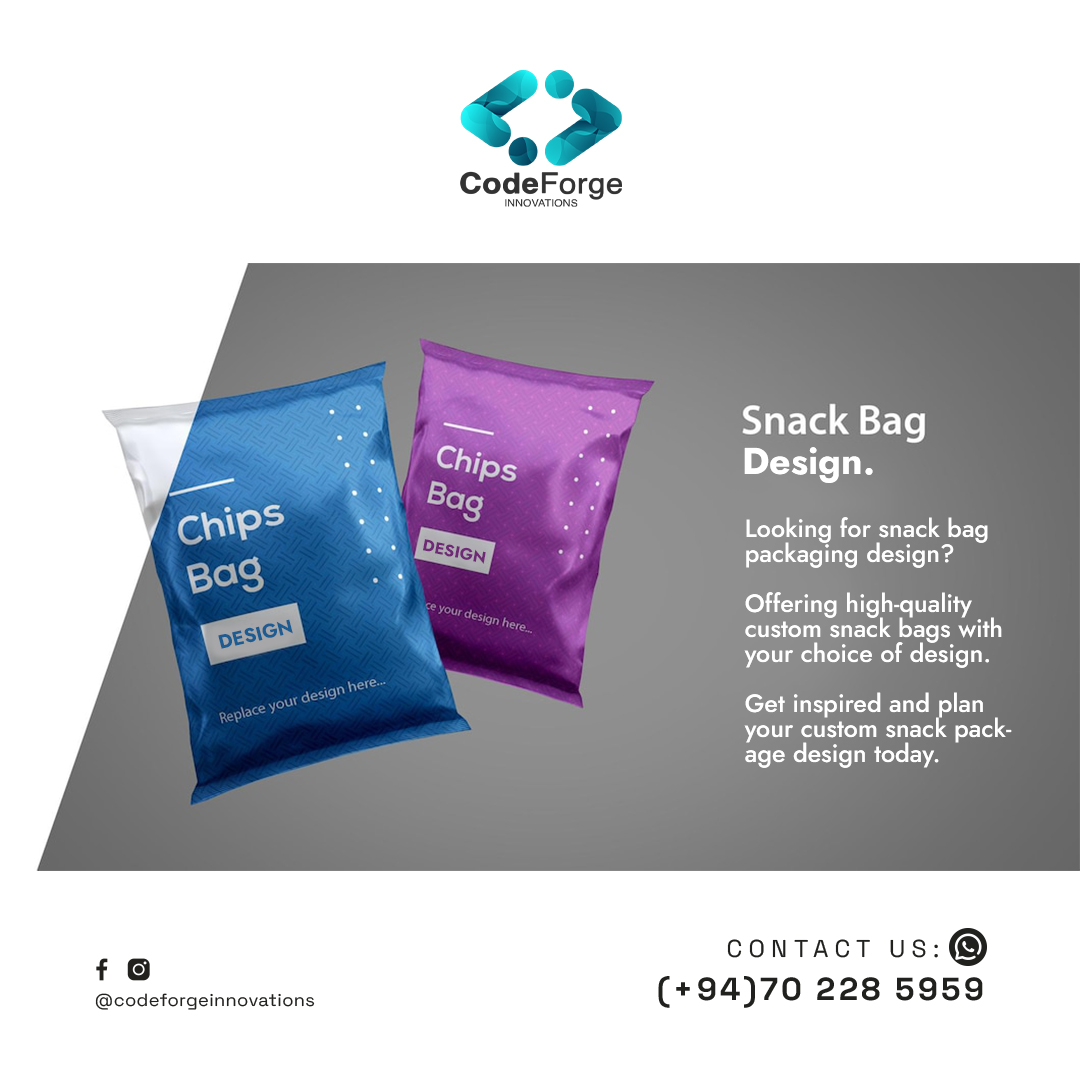 CodeForge
INNOVATIONS
Chips
Bag
DESIGN
Replace your design here...
Chips
Bag
DESIGN
ce your design here...
Snack Bag
Design.
Looking for snack bag
packaging design?
Offering high-quality
custom snack bags with
your choice of design.
Get inspired and plan
your custom snack pack-
age design today.
@codeforgeinnovations
CONTACT US:
(+94)70 228 5959